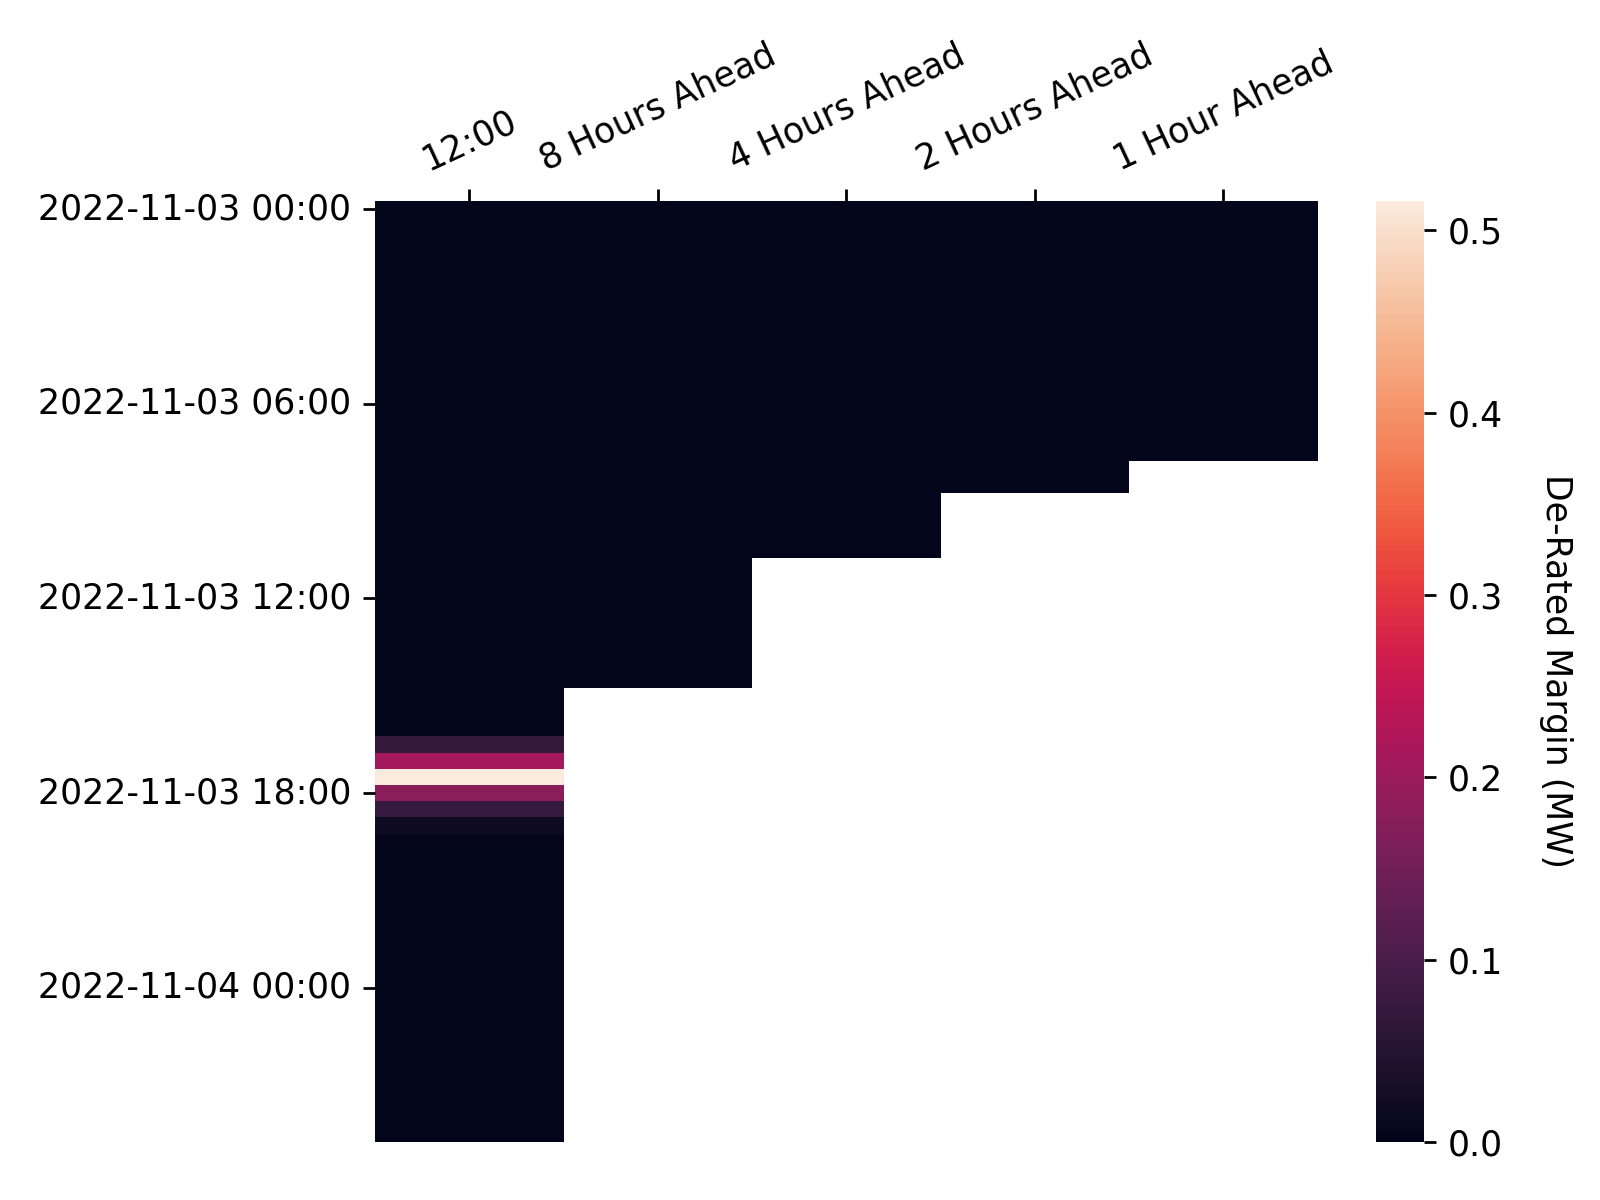 12:00
8 Hours Ahead
4 Hours Ahead
2 Hours Ahead
1 Hour Ahead
2022-11-03 00:00
2022-11-03 06:00
2022-11-03 12:00
2022-11-03 18:00
2022-11-04 00:00
0.5
0.4
0.3
0.2
0.1
0.0
De-Rated Margin (MW)